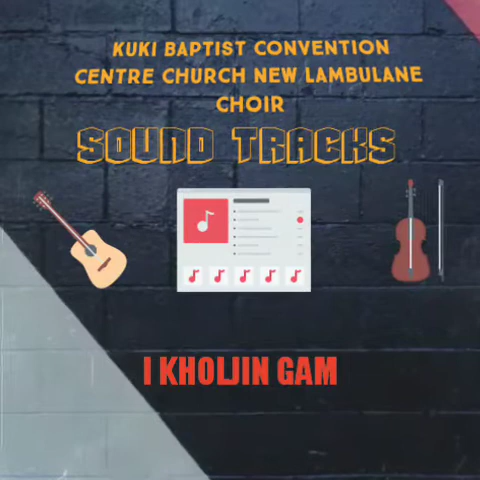 KUKI BAPTIST CONVENTION
CENTRE CHURCH NEW LAMBULANE
CHOIR
SOUND TRACKS
I KHOLJIN GAM